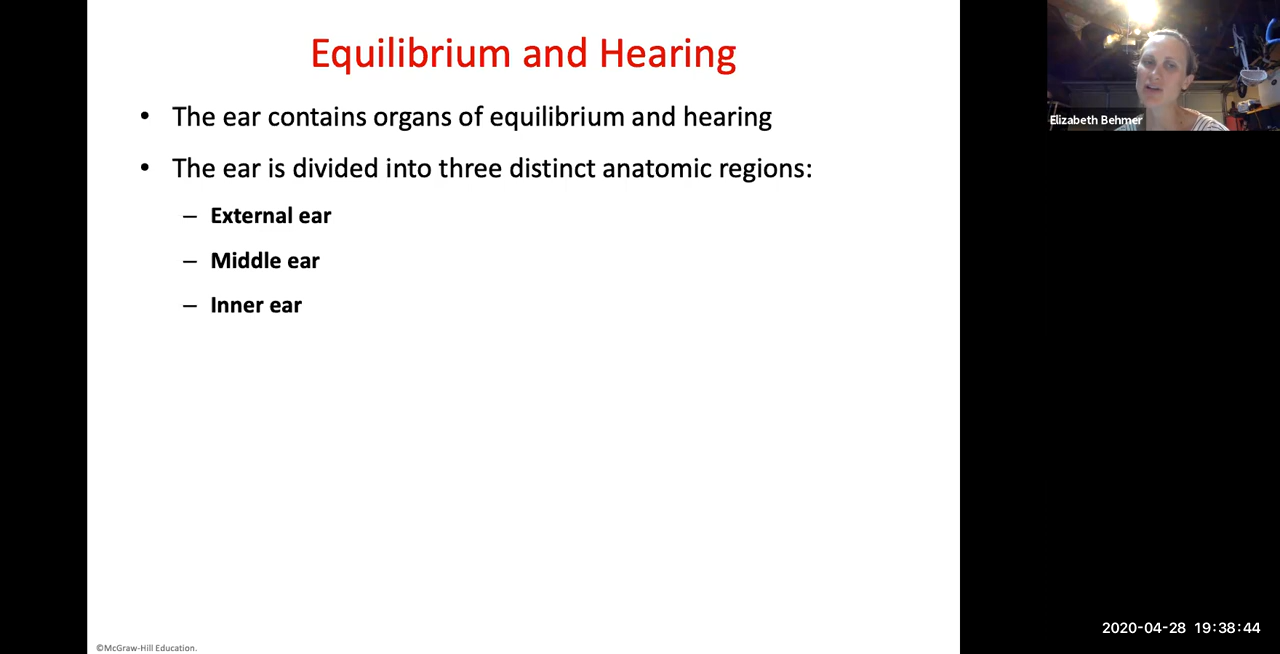 Equilibrium and Hearing
• The ear contains organs of equilibrium and hearing
• The ear is divided into three distinct anatomic regions:
– External ear
– Middle ear
– Inner ear
©McGraw-Hill Education.
Elizabeth Behmer
2020-04-28 19:38:44